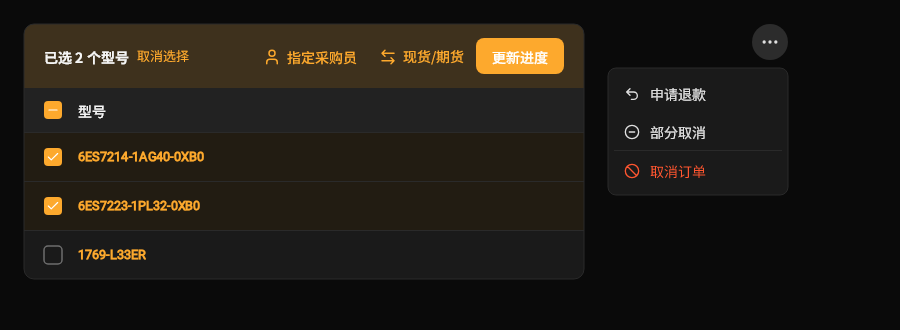 已选 2 个型号 取消选择 指定采购员 现货/期货 更新进度
型号
6ES7214-1AG40-0XB0
6ES7223-1PL32-0XB0
1769-L33ER
申请退款
部分取消
取消订单